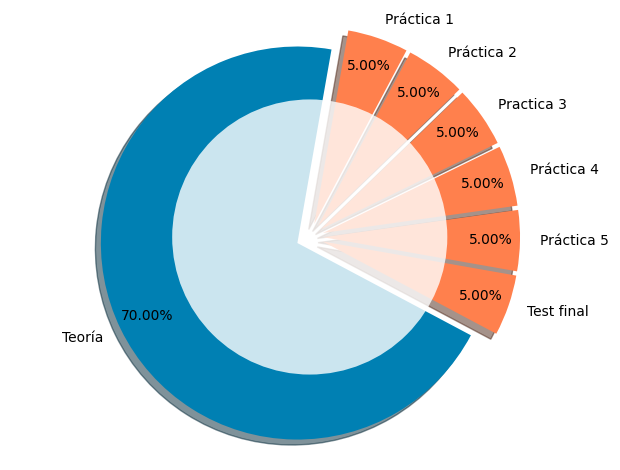 Práctica 1
5.00%
Práctica 2
5.00%
Practica 3
5.00%
Práctica 4
5.00%
Práctica 5
5.00%
Test final
5.00%
Teoría
70.00%